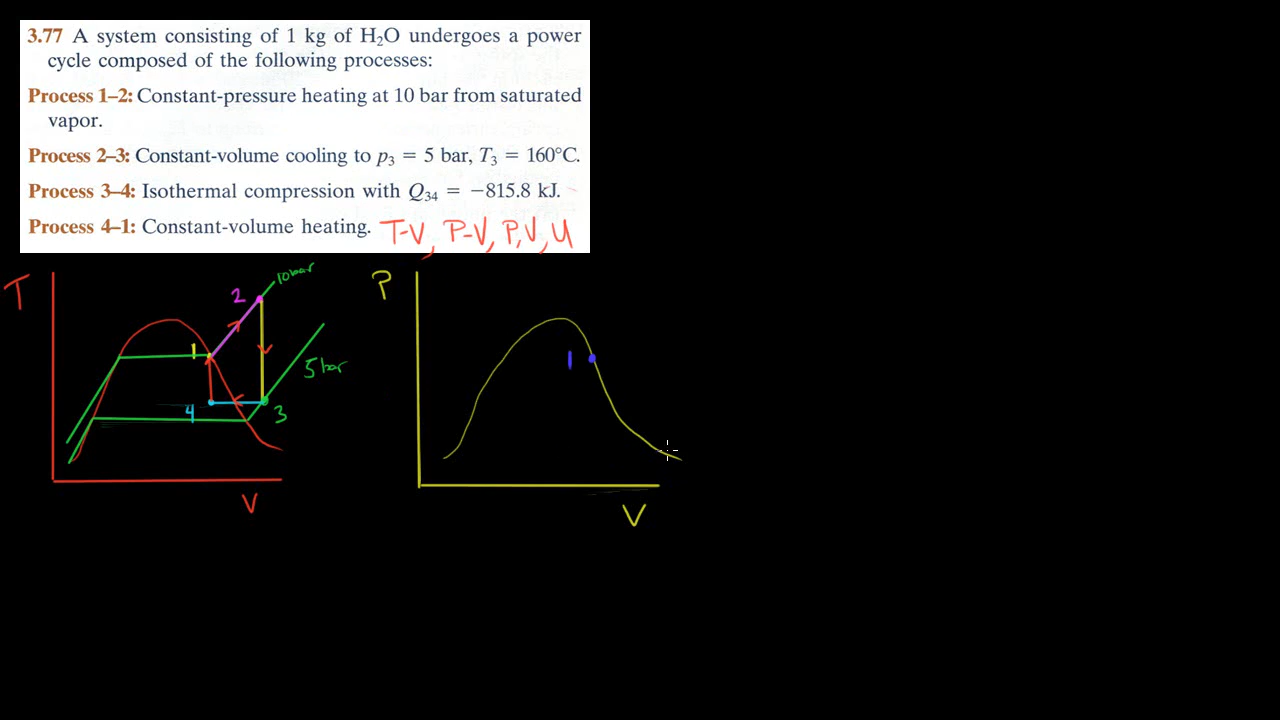 3.77 A system consisting of 1 kg of H₂O undergoes a power
cycle composed of the following processes:
Process 1–2: Constant-pressure heating at 10 bar from saturated
vapor.
Process 2–3: Constant-volume cooling to p₃ = 5 bar, T₃ = 160°C.
Process 3–4: Isothermal compression with Q₃₄ = −815.8 kJ.
Process 4–1: Constant-volume heating.
T-V, P-V, P,V,U
T
10bar
2
1
5bar
4
3
V
P
1
V